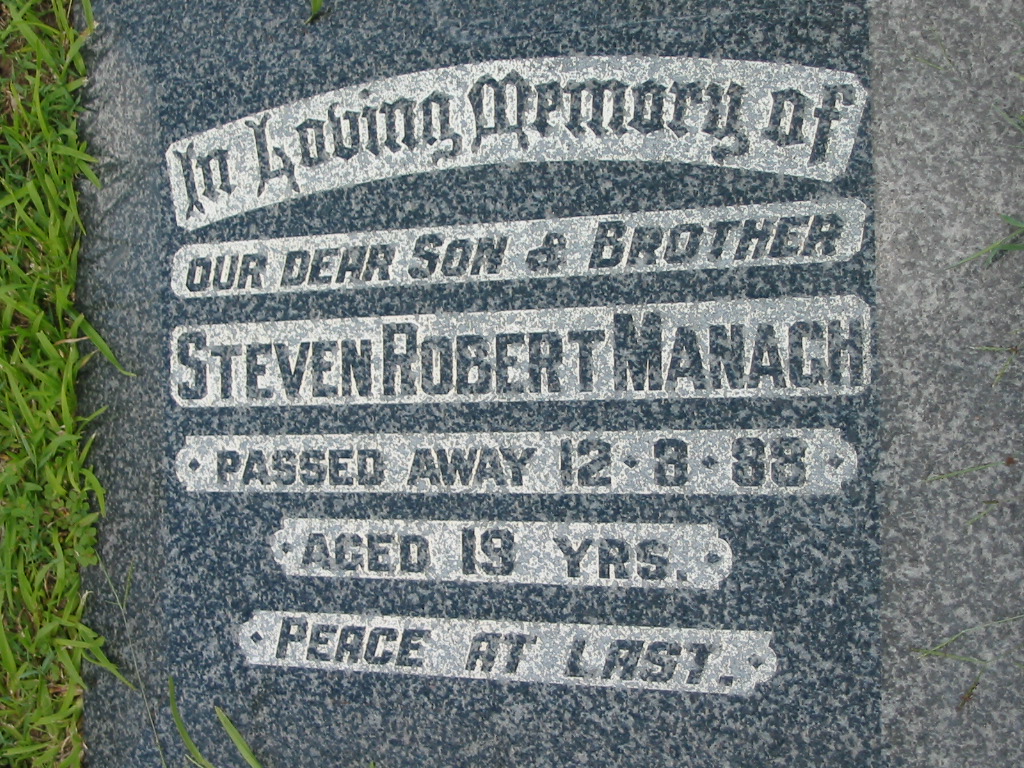 In Loving Memory of
OUR DEAR SON & BROTHER
STEVEN ROBERT MANAGH
PASSED AWAY 12·8·88
AGED 19 YRS.
PEACE AT LAST.